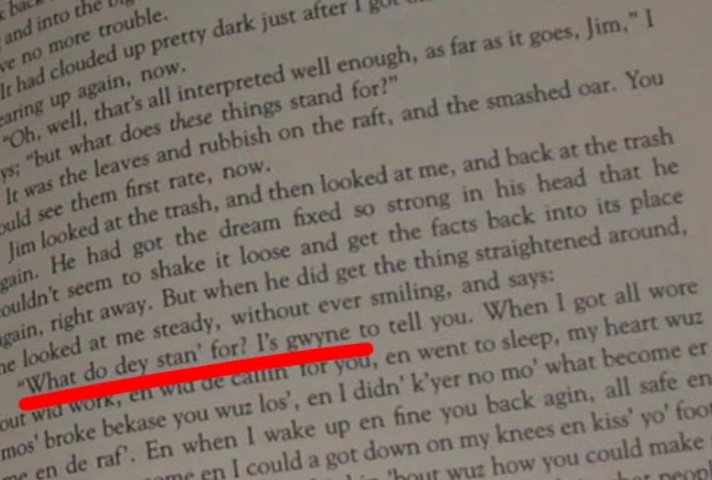 and into the
ve no more trouble.
It had clouded up pretty dark just after I got
earing up again, now.
"Oh, well, that's all interpreted well enough, as far as it goes, Jim," I
ys; "but what does these things stand for?"
It was the leaves and rubbish on the raft, and the smashed oar. You
ould see them first rate, now.
Jim looked at the trash, and then looked at me, and back at the trash
gain. He had got the dream fixed so strong in his head that he
ouldn't seem to shake it loose and get the facts back into its place
gain, right away. But when he did get the thing straightened around,
he looked at me steady, without ever smiling, and says:
"What do dey stan' for? I's gwyne to tell you. When I got all wore
out wid work, en wid de callin' for you, en went to sleep, my heart wuz
mos' broke bekase you wuz los', en I didn' k'yer no mo' what become er
me en de raf'. En when I wake up en fine you back agin, all safe en
en I could a got down on my knees en kiss' yo' foot
'bout wuz how you could make